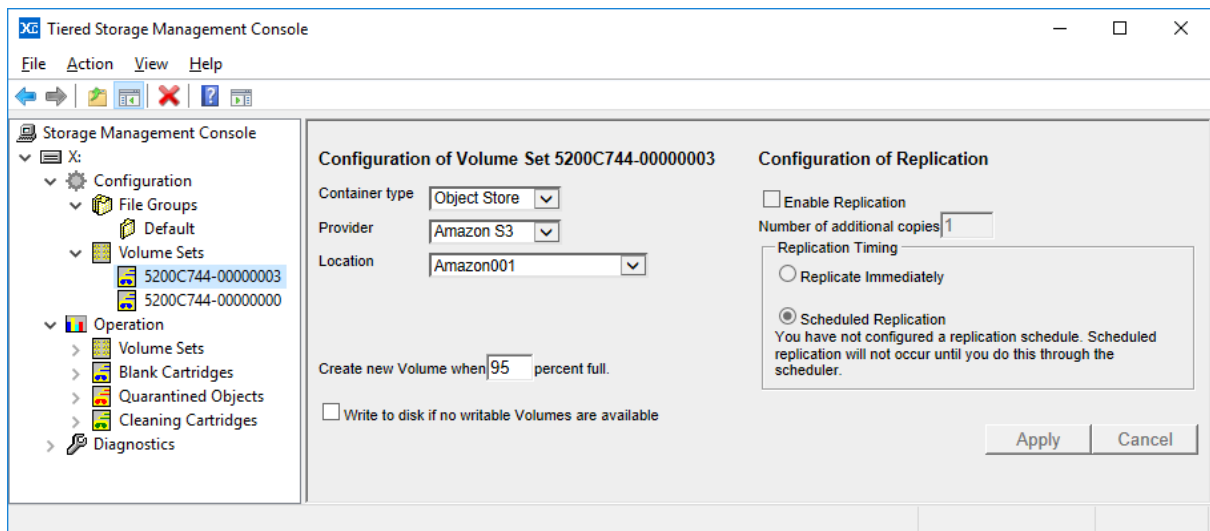 Tiered Storage Management Console
File Action View Help
Storage Management Console
X:
Configuration
File Groups
Default
Volume Sets
5200C744-00000003
5200C744-00000000
Operation
Volume Sets
Blank Cartridges
Quarantined Objects
Cleaning Cartridges
Diagnostics
Configuration of Volume Set 5200C744-00000003
Container type Object Store
Provider Amazon S3
Location Amazon001
Create new Volume when 95 percent full.
Write to disk if no writable Volumes are available
Configuration of Replication
Enable Replication
Number of additional copies 1
Replication Timing
Replicate Immediately
Scheduled Replication
You have not configured a replication schedule. Scheduled
replication will not occur until you do this through the
scheduler.
Apply Cancel